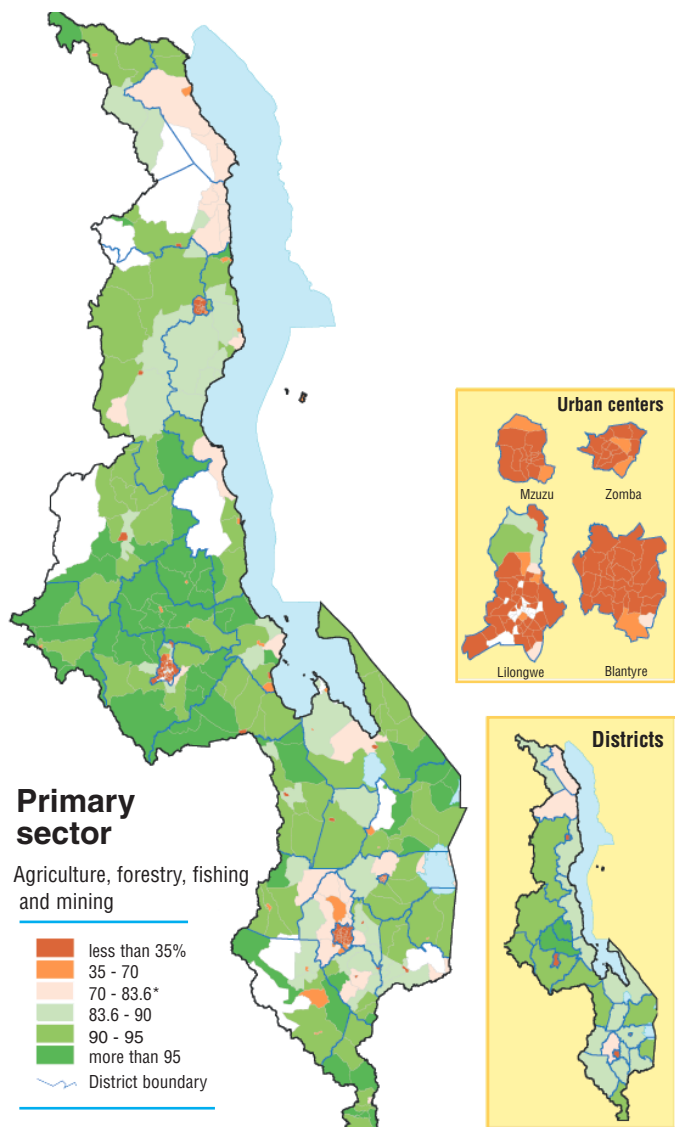 Urban centers
Mzuzu
Zomba
Lilongwe
Blantyre
Districts
Primary
sector
Agriculture, forestry, fishing
and mining
less than 35%
35 - 70
70 - 83.6*
83.6 - 90
90 - 95
more than 95
District boundary